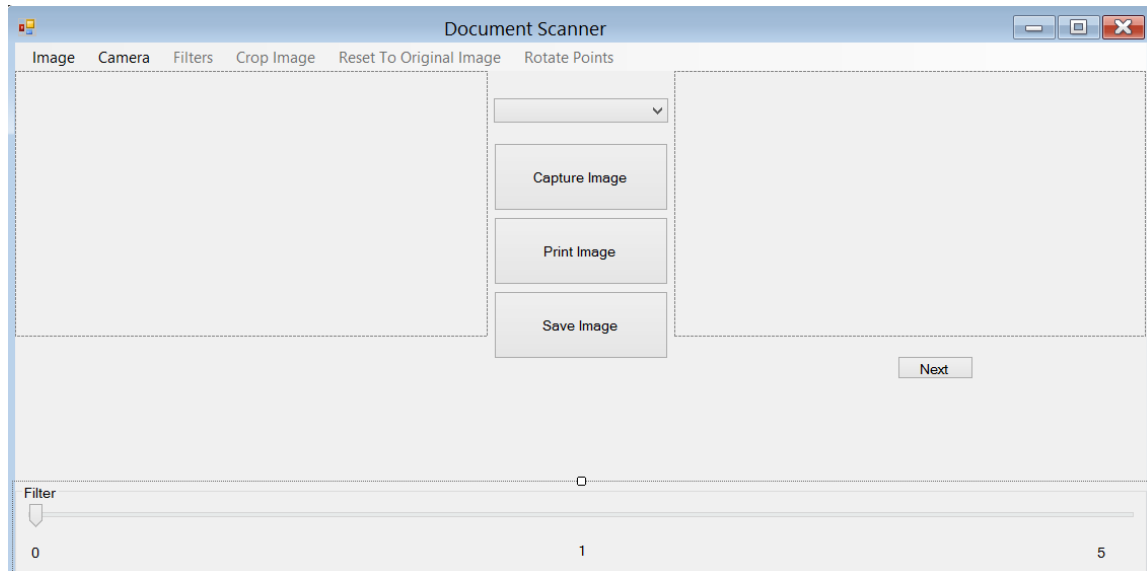 Document Scanner
Image Camera Filters Crop Image Reset To Original Image Rotate Points
Capture Image
Print Image
Save Image
Next
Filter
0 1 5